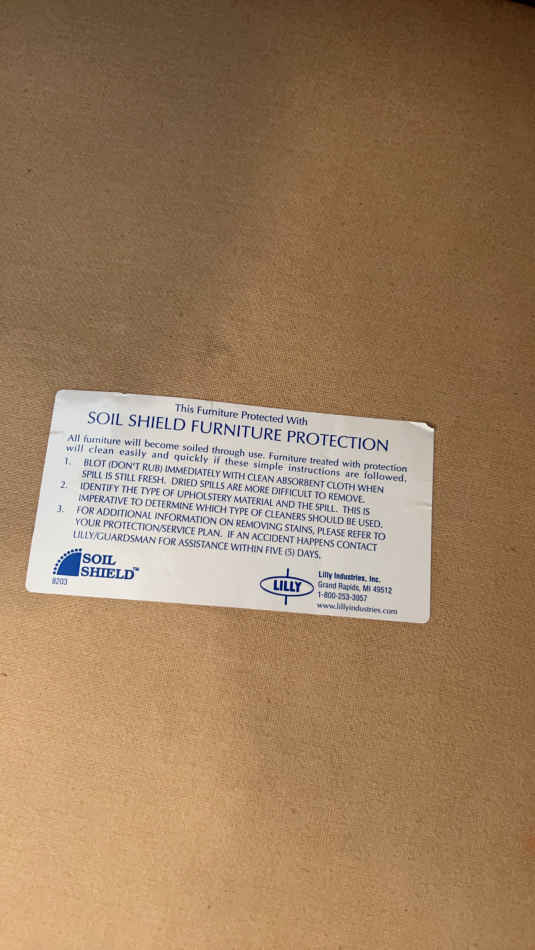 This Furniture Protected With
SOIL SHIELD FURNITURE PROTECTION
All furniture will become soiled through use. Furniture treated with protection
will clean easily and quickly if these simple instructions are followed.
1. BLOT (DON'T RUB) IMMEDIATELY WITH CLEAN ABSORBENT CLOTH WHEN
SPILL IS STILL FRESH. DRIED SPILLS ARE MORE DIFFICULT TO REMOVE.
2. IDENTIFY THE TYPE OF UPHOLSTERY MATERIAL AND THE SPILL. THIS IS
IMPERATIVE TO DETERMINE WHICH TYPE OF CLEANERS SHOULD BE USED.
3. FOR ADDITIONAL INFORMATION ON REMOVING STAINS, PLEASE REFER TO
YOUR PROTECTION/SERVICE PLAN. IF AN ACCIDENT HAPPENS CONTACT
LILLY/GUARDSMAN FOR ASSISTANCE WITHIN FIVE (5) DAYS.
SOIL
SHIELD™
8203
LILLY
Lilly Industries, Inc.
Grand Rapids, MI 49512
1-800-253-3957
www.lillyindustries.com